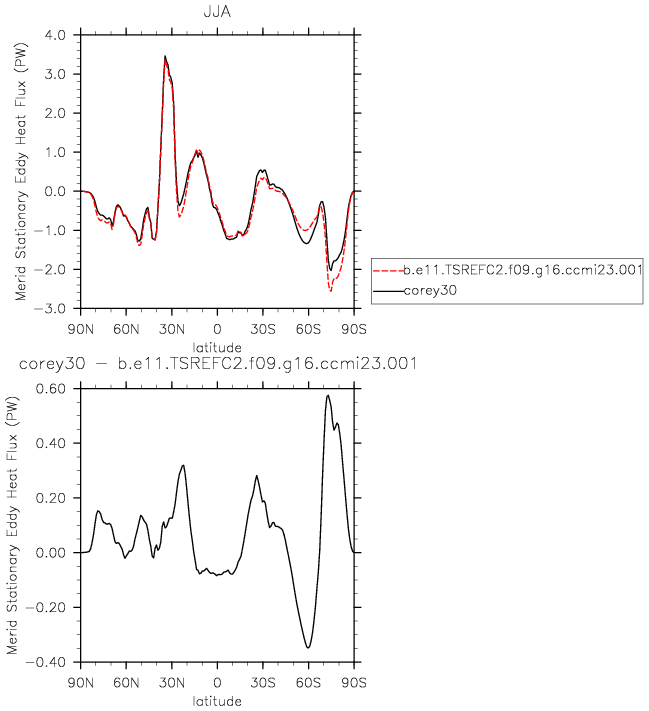 JJA
Merid Stationary Eddy Heat Flux (PW)
4.0
3.0
2.0
1.0
0.0
−1.0
−2.0
−3.0
90N 60N 30N 0 30S 60S 90S
latitude
b.e11.TSREFC2.f09.g16.ccmi23.001
corey30
corey30 − b.e11.TSREFC2.f09.g16.ccmi23.001
Merid Stationary Eddy Heat Flux (PW)
0.60
0.40
0.20
0.00
−0.20
−0.40
90N 60N 30N 0 30S 60S 90S
latitude